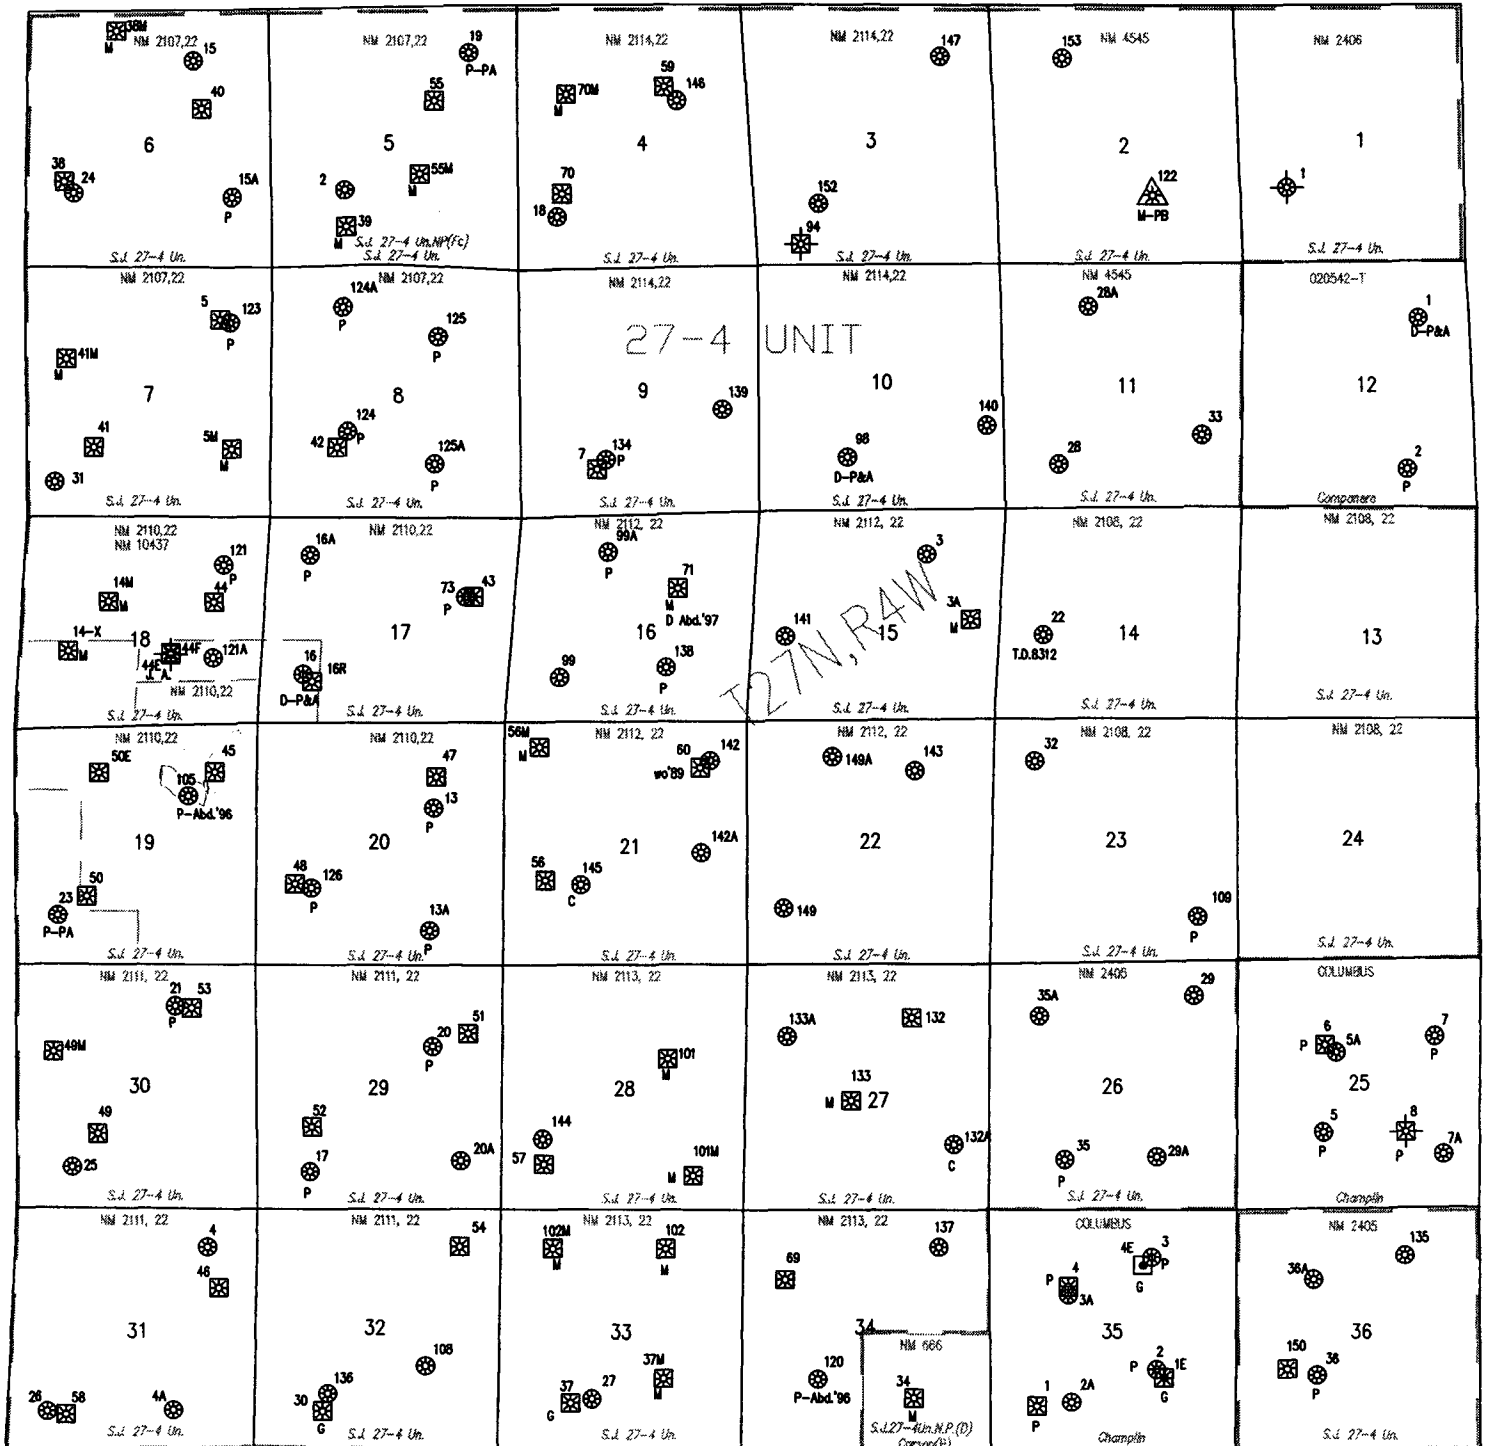 38M
M
NM 2107,22
15
40
6
38
24
15A
P
S.J. 27-4 Un.
NM 2107,22
19
P-PA
55
5
2
55M
M
39
M
S.J. 27-4 Un.NP(Fc)
S.J. 27-4 Un.
NM 2114,22
59
146
70M
M
4
70
18
S.J. 27-4 Un.
NM 2114,22
147
3
152
94
S.J. 27-4 Un.
153
NM 4545
2
122
M-PB
S.J. 27-4 Un.
NM 2406
1
1
S.J. 27-4 Un.
NM 2107,22
5
123
P
41M
M
7
41
5M
M
31
S.J. 27-4 Un.
124A
P
NM 2107,22
125
P
8
124
P
42
125A
P
S.J. 27-4 Un.
NM 2114,22
27-4 UNIT
9
139
134
P
7
S.J. 27-4 Un.
NM 2114,22
10
140
98
D-P&A
S.J. 27-4 Un.
NM 4545
28A
11
33
28
S.J. 27-4 Un.
020542-T
1
D-P&A
12
2
P
Companero
NM 2110,22
NM 10437
121
P
14M
M
44
14-X
M
18
44F
44E
J. A.
121A
NM 2110,22
S.J. 27-4 Un.
16A
P
NM 2110,22
73
P
43
17
16
16R
D-P&A
S.J. 27-4 Un.
NM 2112, 22
99A
P
71
M
D Abd.'97
16
138
P
99
S.J. 27-4 Un.
NM 2112, 22
3
T27N,R4W
3A
M
141
15
S.J. 27-4 Un.
NM 2108, 22
22
T.D.8312
14
S.J. 27-4 Un.
NM 2108, 22
13
S.J. 27-4 Un.
NM 2110,22
50E
45
105
P-Abd.'96
19
50
23
P-PA
S.J. 27-4 Un.
NM 2110,22
47
13
P
20
48
126
P
13A
P
S.J. 27-4 Un.
56M
M
NM 2112, 22
60
wo'89
142
142A
21
56
145
C
S.J. 27-4 Un.
NM 2112, 22
149A
143
22
149
S.J. 27-4 Un.
NM 2108, 22
32
23
109
P
S.J. 27-4 Un.
NM 2108, 22
24
S.J. 27-4 Un.
NM 2111, 22
21
P
53
49M
30
49
25
S.J. 27-4 Un.
NM 2111, 22
51
20
P
29
52
17
P
20A
S.J. 27-4 Un.
NM 2113, 22
101
M
28
144
57
101M
M
S.J. 27-4 Un.
NM 2113, 22
133A
132
133
M
27
132A
C
S.J. 27-4 Un.
NM 2405
35A
29
26
35
P
29A
S.J. 27-4 Un.
COLUMBUS
6
P
5A
7
P
25
5
P
8
P
7A
Champlin
NM 2111, 22
4
46
31
26
58
4A
S.J. 27-4 Un.
NM 2111, 22
54
32
108
136
30
G
S.J. 27-4 Un.
NM 2113, 22
102M
M
102
M
33
37M
M
37
G
27
S.J. 27-4 Un.
NM 2113, 22
137
69
34
NM 666
120
P-Abd.'96
34
M
S.J.27-4Un.N.P.(D)
COLUMBUS
4E
3
P
G
4
P
3A
35
2
P
1E
G
1
P
2A
Champlin
NM 2405
135
36A
36
150
36
P
S.J. 27-4 Un.